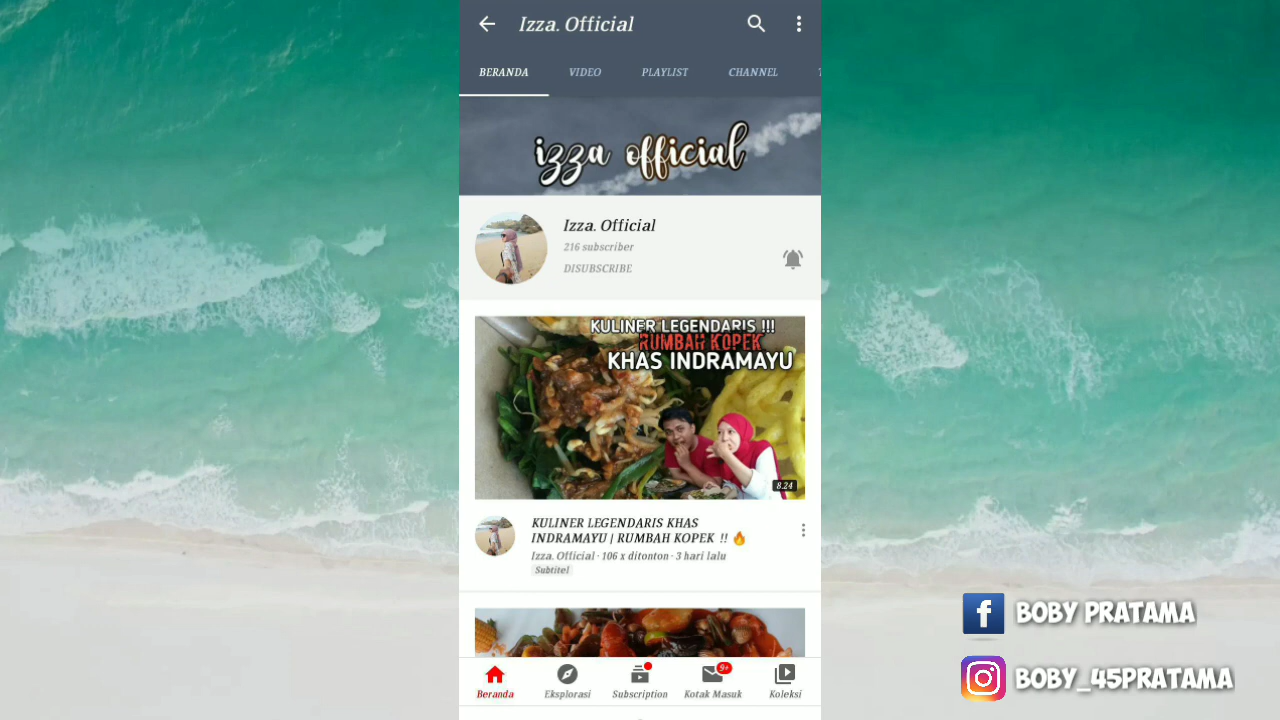 Izza. Official
BERANDA VIDEO PLAYLIST CHANNEL
izza official
Izza. Official
216 subscriber
DISUBSCRIBE
KULINER LEGENDARIS !!!
RUMBAH KOPEK
KHAS INDRAMAYU
8.24
KULINER LEGENDARIS KHAS
INDRAMAYU | RUMBAH KOPEK !! 🔥
Izza. Official · 106 x ditonton · 3 hari lalu
Subtitel
9+
Beranda Eksplorasi Subscription Kotak Masuk Koleksi
f BOBY PRATAMA
BOBY_45PRATAMA